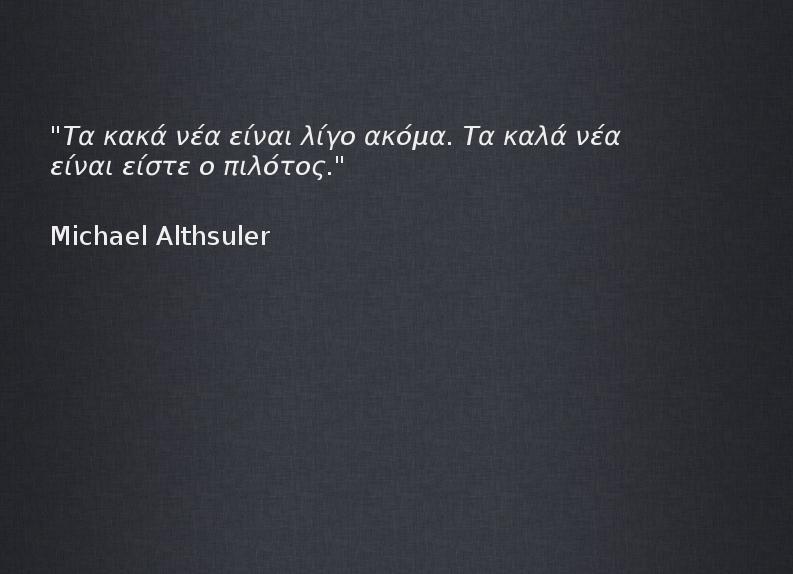 "Τα κακά νέα είναι λίγο ακόμα. Τα καλά νέα
είναι είστε ο πιλότος."
Michael Althsuler